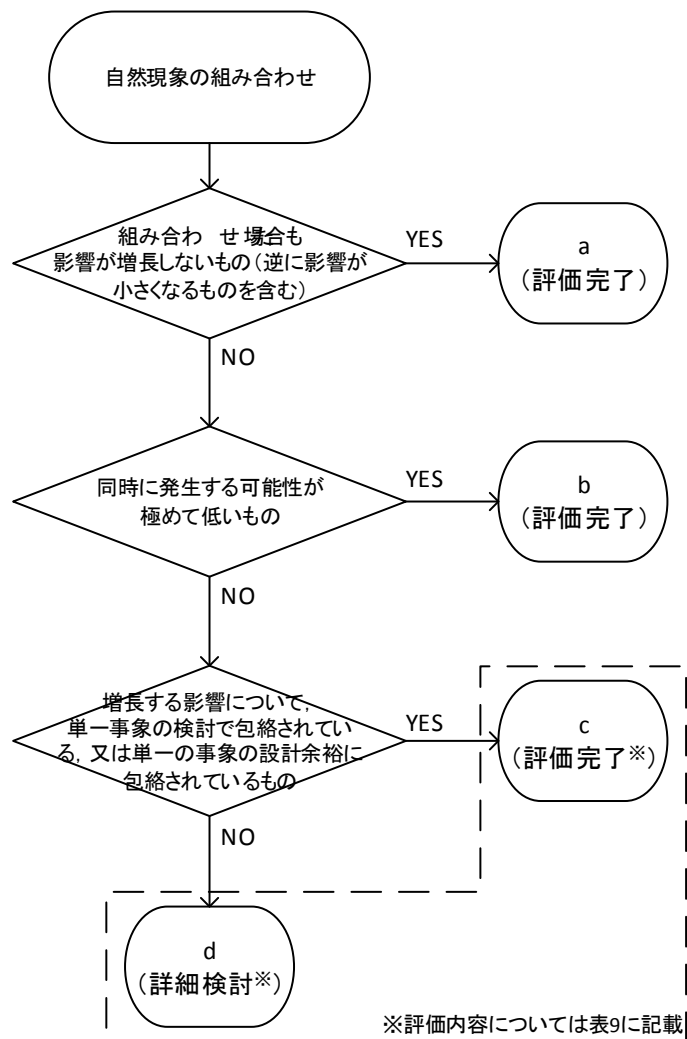 自然現象の組み合わせ
組み合わせた場合も
影響が増長しないもの（逆に影響が
小さくなるものを含む）
YES
a
（評価完了）
NO
同時に発生する可能性が
極めて低いもの
YES
b
（評価完了）
NO
増長する影響について，
単一事象の検討で包絡されてい
る，又は単一の事象の設計余裕に
包絡されているもの
YES
c
（評価完了※）
NO
d
（詳細検討※）
※評価内容については表9に記載